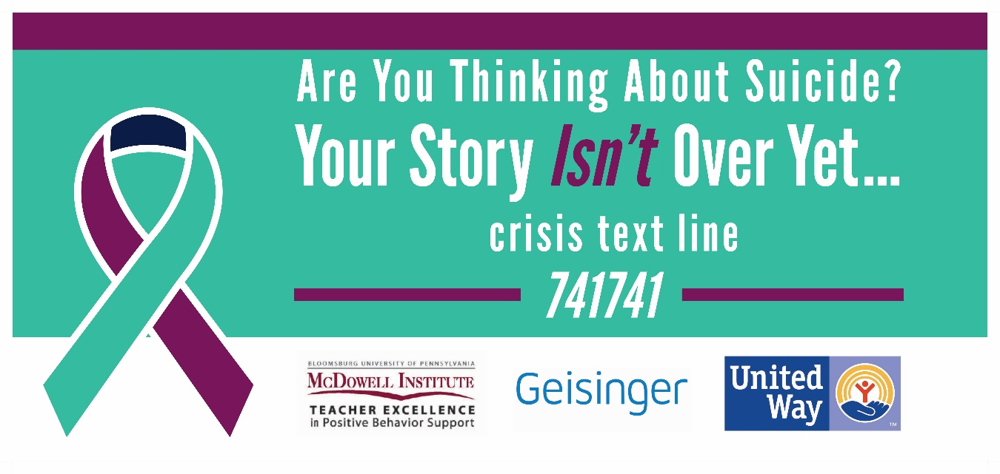 Are You Thinking About Suicide?
Your Story Isn't Over Yet...
crisis text line
741741
BLOOMSBURG UNIVERSITY OF PENNSYLVANIA
McDOWELL INSTITUTE
TEACHER EXCELLENCE
in Positive Behavior Support
Geisinger
United
Way
TM